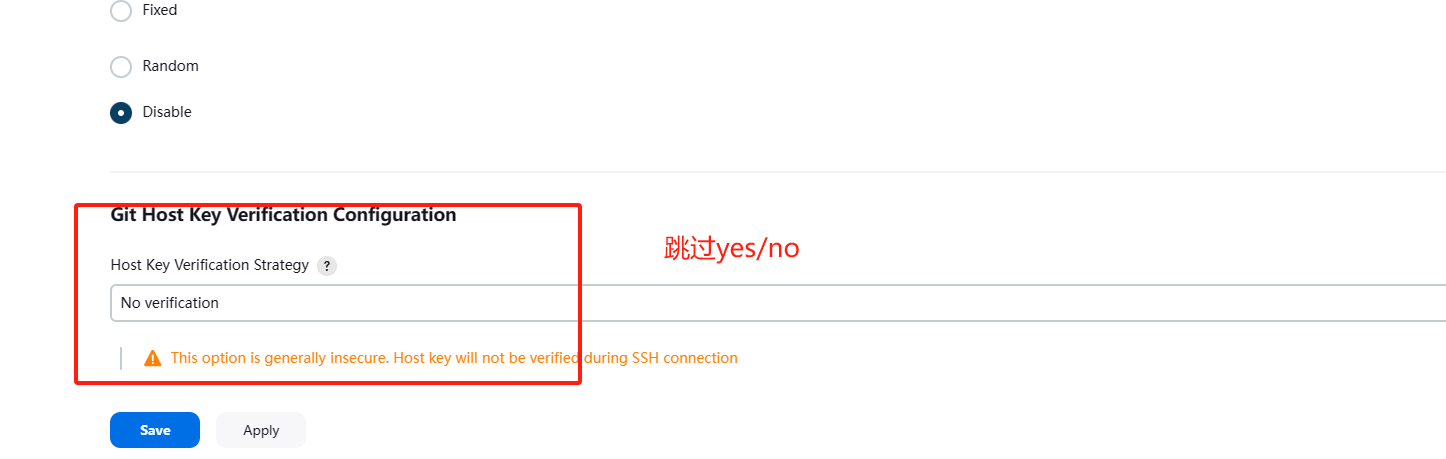 Fixed
Random
Disable
Git Host Key Verification Configuration
跳过yes/no
Host Key Verification Strategy ?
No verification
This option is generally insecure. Host key will not be verified during SSH connection
Save Apply